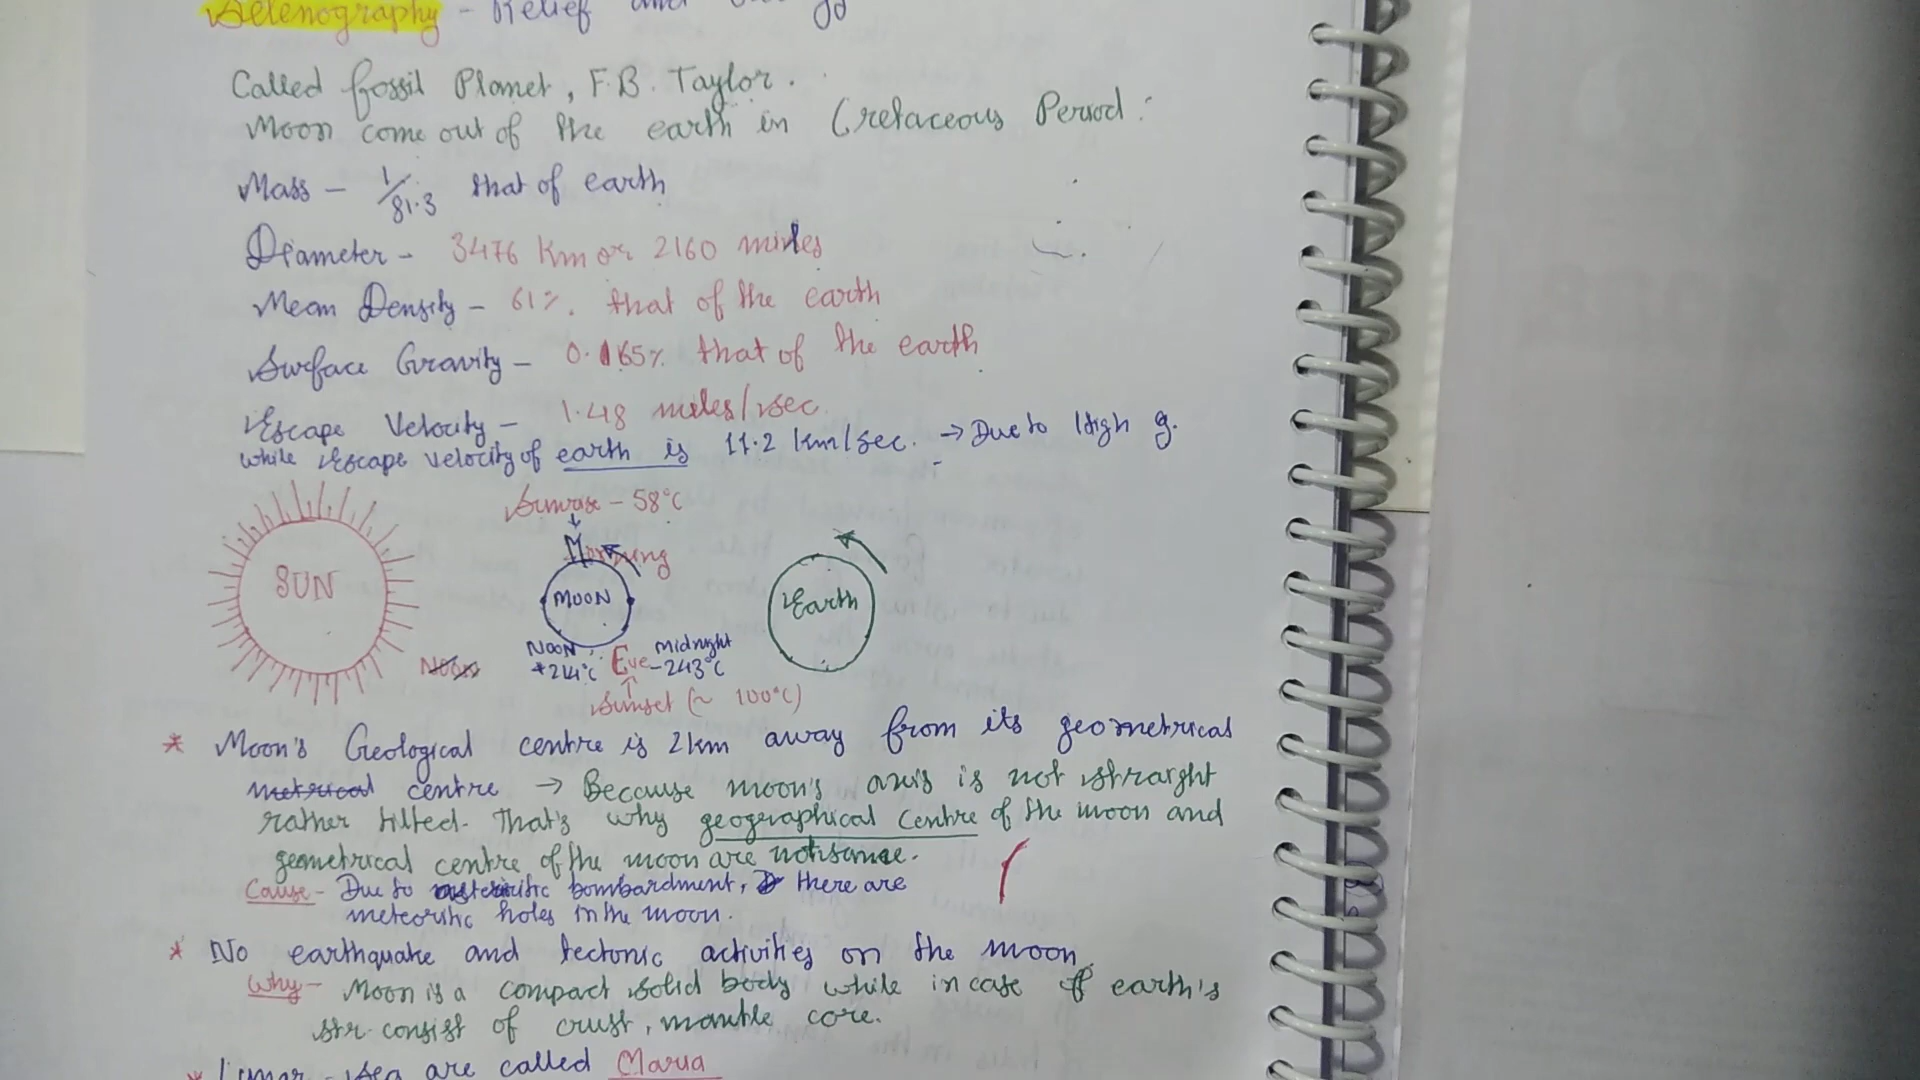 Selenography - Relief and
Called fossil Planet, F.B. Taylor.
Moon come out of the earth in Cretaceous Period.
Mass - 1/81.3 that of earth
Diameter - 3476 Km or 2160 miles
Mean Density - 61%. that of the earth
Surface Gravity - 0.165% that of the earth
Escape Velocity - 1.48 miles/sec.
while escape velocity of earth is 11.2 km/sec. → Due to High g.
Sunrise - 58°C
Morning
SUN
MOON
Earth
Noon
Noon
+214°C
Eve
midnight
-243°C
Sunset (~ 100°C)
* Moon's Geological centre is 2km away from its geometrical
metrical centre → Because moon's axis is not straight
rather tilted. That's why geographical centre of the moon and
geometrical centre of the moon are not same.
Cause - Due to bombardment, there are
meteoritic holes in the moon.
* No earthquake and tectonic activities on the moon.
Why - Moon is a compact solid body while in case of earth's
str. consist of crust, mantle core.
* Lunar - sea are called Maria